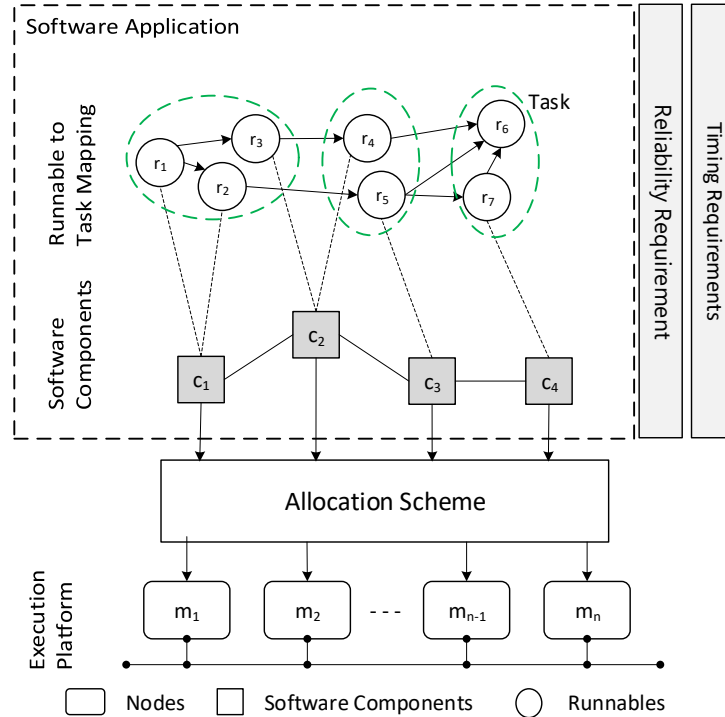 Software Application
Runnable to
Task Mapping
Task
r1
r2
r3
r4
r5
r6
r7
Software
Components
c1
c2
c3
c4
Reliability Requirement
Timing Requirements
Allocation Scheme
Execution
Platform
m1
m2
- - -
mn-1
mn
Nodes
Software Components
Runnables